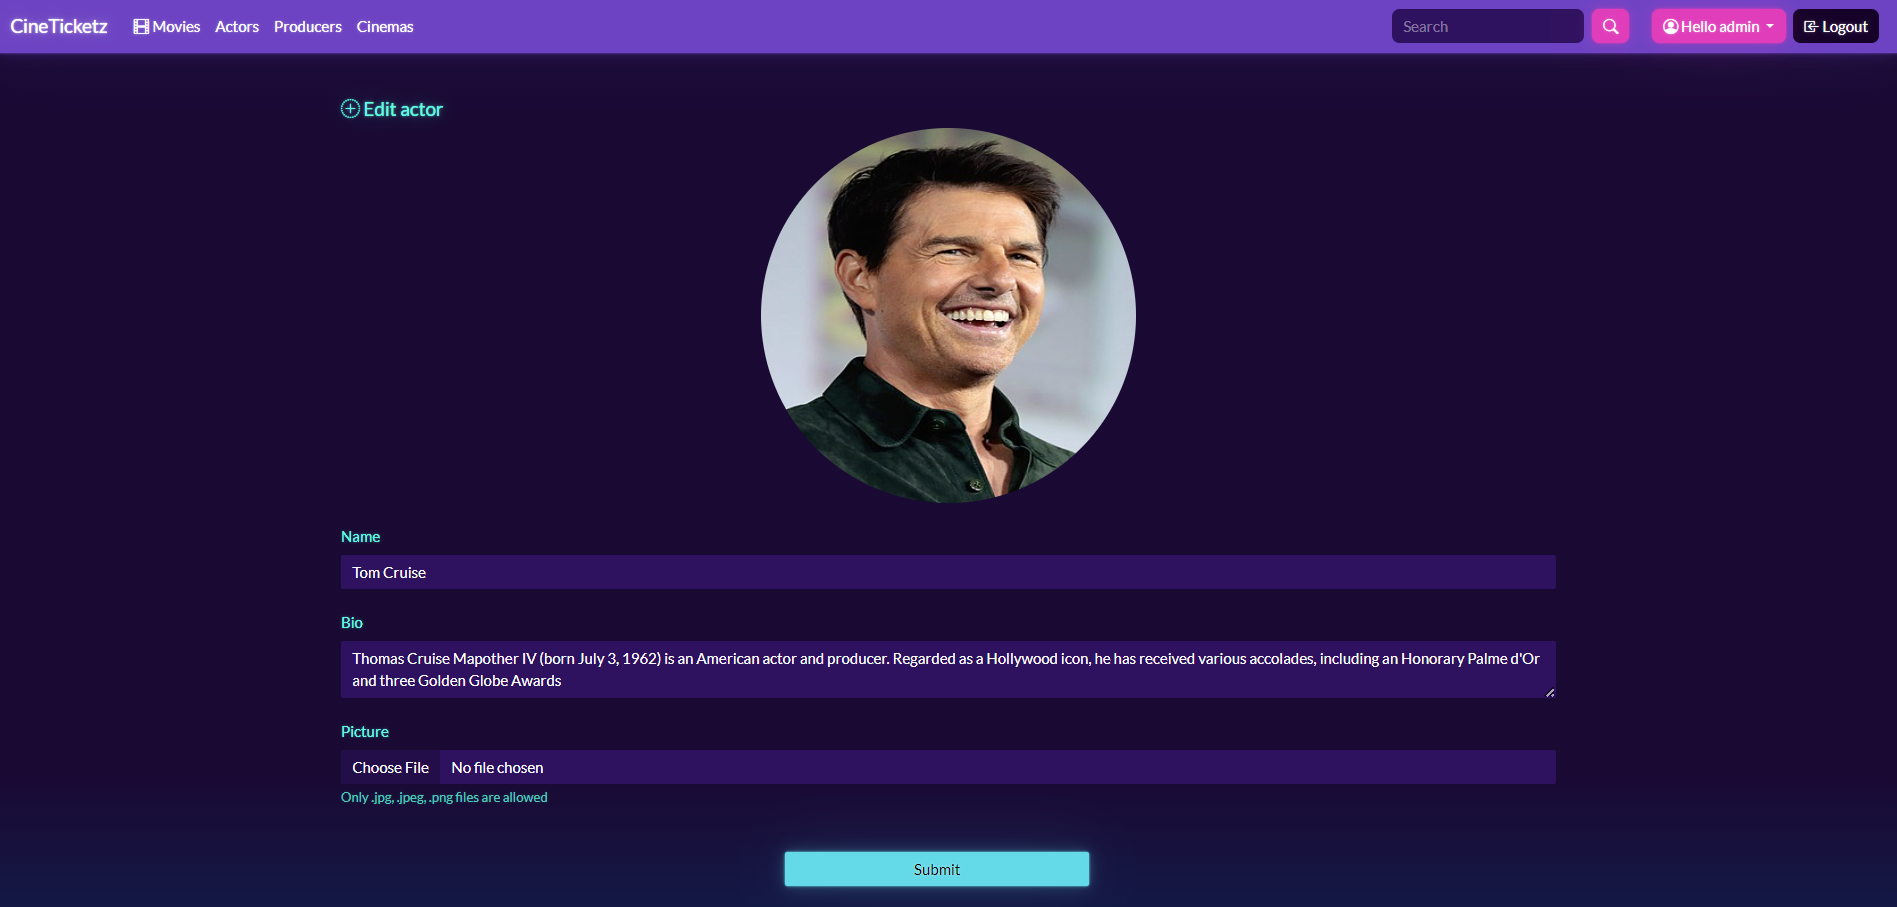 CineTicketz Movies Actors Producers Cinemas Search Hello admin Logout
Edit actor
Name
Tom Cruise
Bio
Thomas Cruise Mapother IV (born July 3, 1962) is an American actor and producer. Regarded as a Hollywood icon, he has received various accolades, including an Honorary Palme d'Or
and three Golden Globe Awards
Picture
Choose File No file chosen
Only .jpg, .jpeg, .png files are allowed
Submit